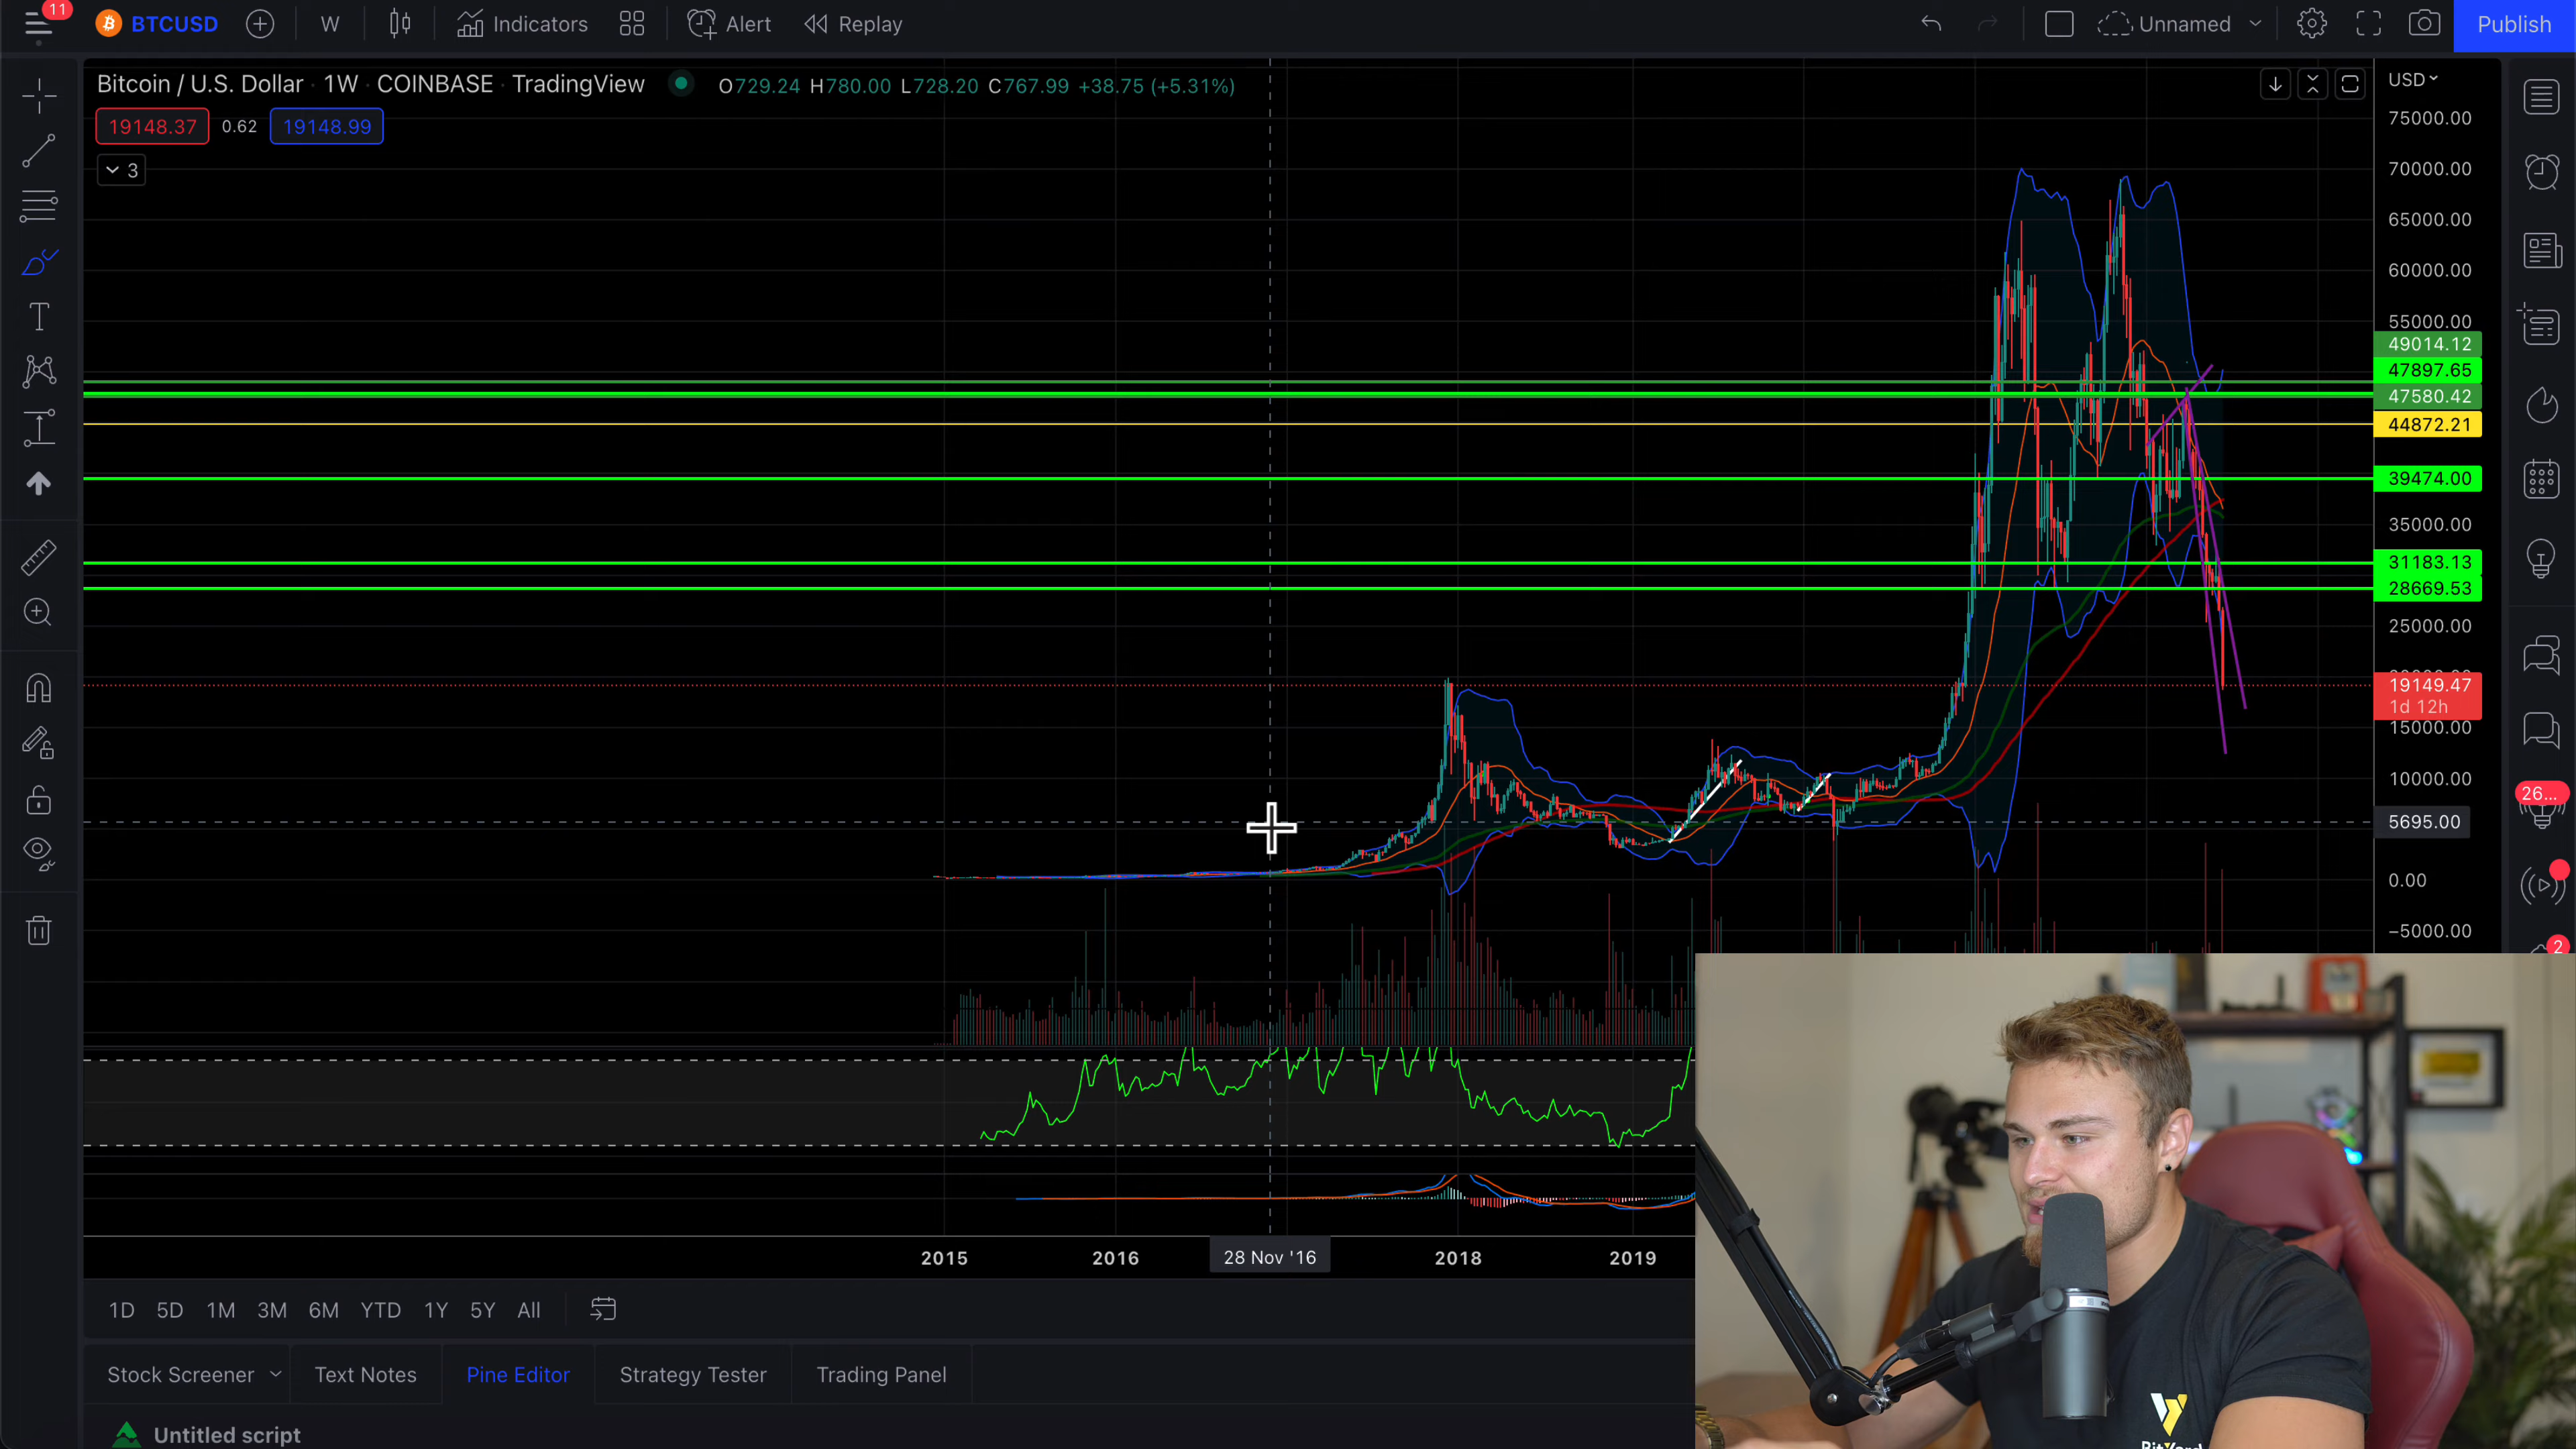 11
BTCUSD
W
Indicators
Alert
Replay
Unnamed
Publish
Bitcoin / U.S. Dollar · 1W · COINBASE · TradingView
O729.24 H780.00 L728.20 C767.99 +38.75 (+5.31%)
USD
19148.37
0.62
19148.99
3
75000.00
70000.00
65000.00
60000.00
55000.00
49014.12
47897.65
47580.42
44872.21
39474.00
35000.00
31183.13
28669.53
25000.00
19149.47
1d 12h
15000.00
10000.00
26...
5695.00
0.00
−5000.00
2
2015
2016
28 Nov '16
2018
2019
1D
5D
1M
3M
6M
YTD
1Y
5Y
All
Stock Screener
Text Notes
Pine Editor
Strategy Tester
Trading Panel
Untitled script